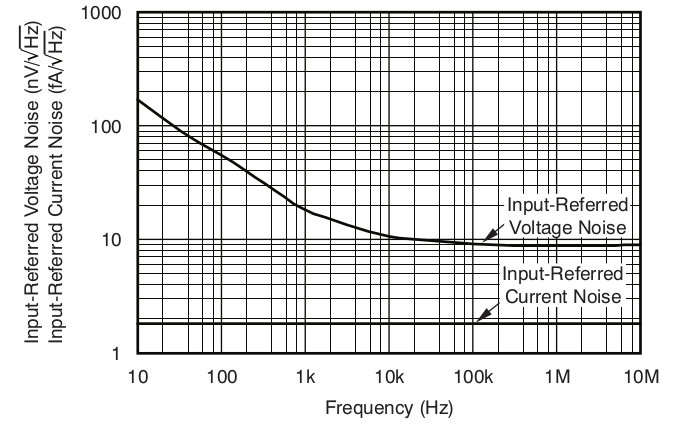 Input-Referred Voltage Noise (nV/√Hz)
Input-Referred Current Noise (fA/√Hz)
1000
100
10
1
Input-Referred
Voltage Noise
Input-Referred
Current Noise
10 100 1k 10k 100k 1M 10M
Frequency (Hz)